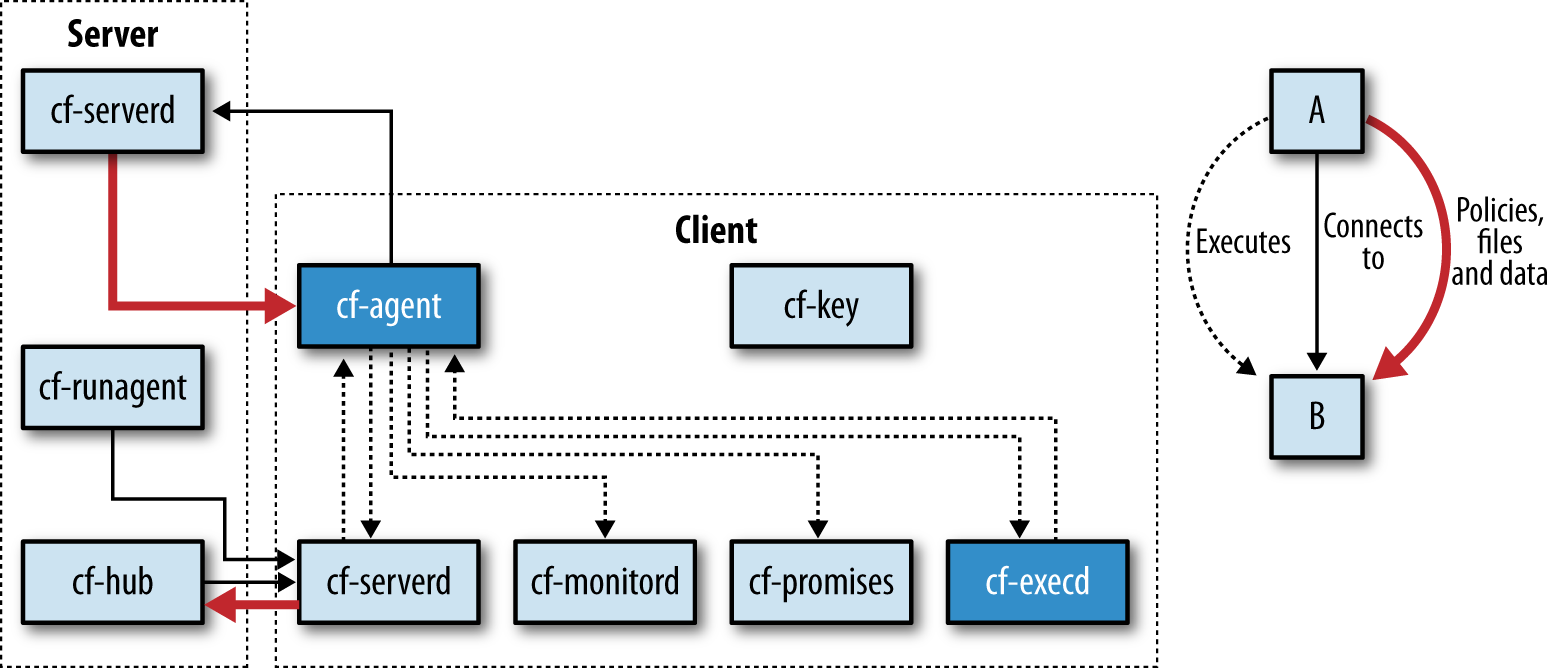 Server
cf-serverd
cf-runagent
cf-hub
Client
cf-agent
cf-key
cf-serverd
cf-monitord
cf-promises
cf-execd
A
Executes
Connects
to
Policies,
files
and data
B